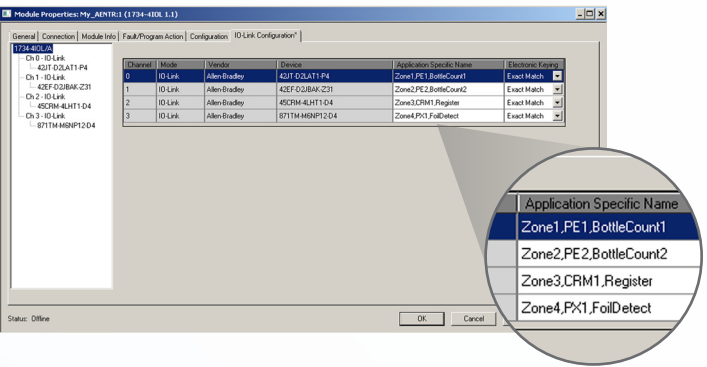 Module Properties: My_AENTR:1 (1734-4IOL 1.1)
General Connection Module Info Fault/Program Action Configuration IO-Link Configuration*
1734-4IOL/A
Ch 0 - IO-Link
42JT-D2LAT1-P4
Ch 1 - IO-Link
42EF-D2JBAK-Z31
Ch 2 - IO-Link
45CRM-4LHT1-D4
Ch 3 - IO-Link
871TM-M6NP12-D4
Channel Mode Vendor Device Application Specific Name Electronic Keying
0 IO-Link Allen-Bradley 42JT-D2LAT1-P4 Zone1,PE1,BottleCount1 Exact Match
1 IO-Link Allen-Bradley 42EF-D2JBAK-Z31 Zone2,PE2,BottleCount2 Exact Match
2 IO-Link Allen-Bradley 45CRM-4LHT1-D4 Zone3,CRM1,Register Exact Match
3 IO-Link Allen-Bradley 871TM-M6NP12-D4 Zone4,PX1,FoilDetect Exact Match
Application Specific Name
Zone1,PE1,BottleCount1
Zone2,PE2,BottleCount2
Zone3,CRM1,Register
Zone4,PX1,FoilDetect
Status: Offline
OK Cancel